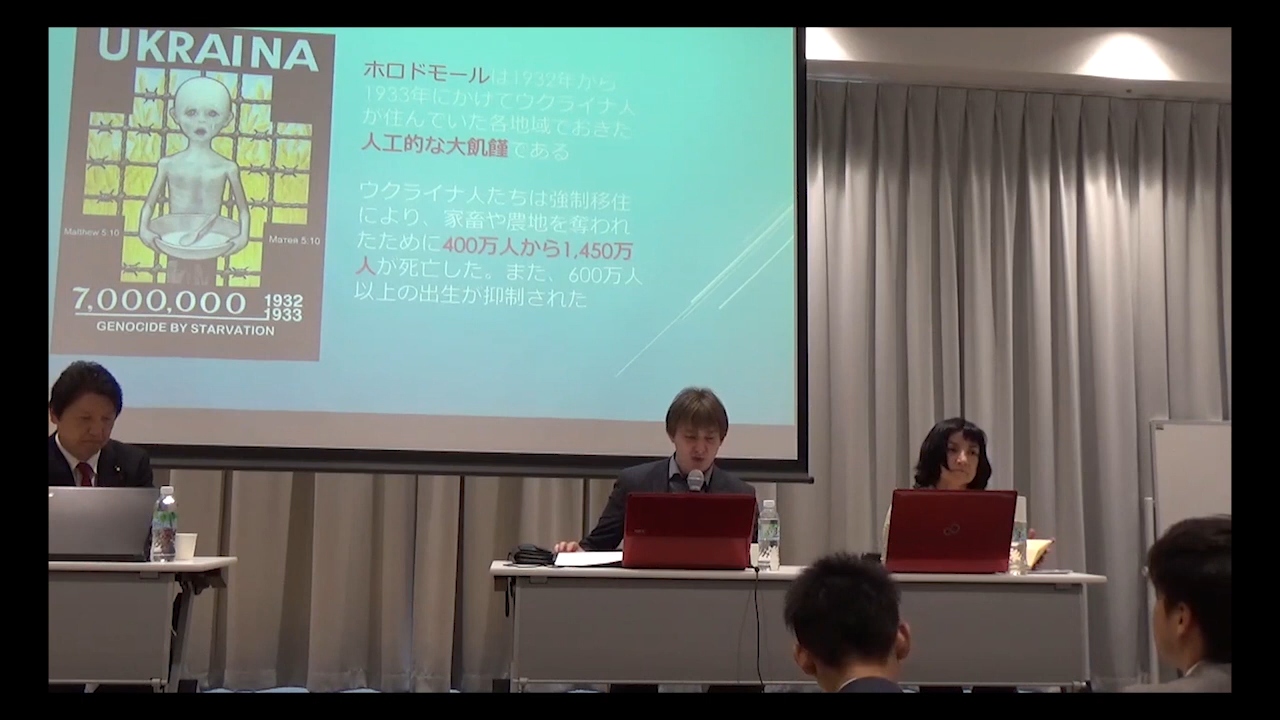 UKRAINA
Matthew 5:10
Матвія 5:10
7,000,000
1932
1933
GENOCIDE BY STARVATION
ホロドモールは1932年から
1933年にかけてウクライナ人
が住んでいた各地域でおきた
人工的な大飢饉である
ウクライナ人たちは強制移住
により、家畜や農地を奪われ
たために400万人から1,450万
人が死亡した。また、600万人
以上の出生が抑制された